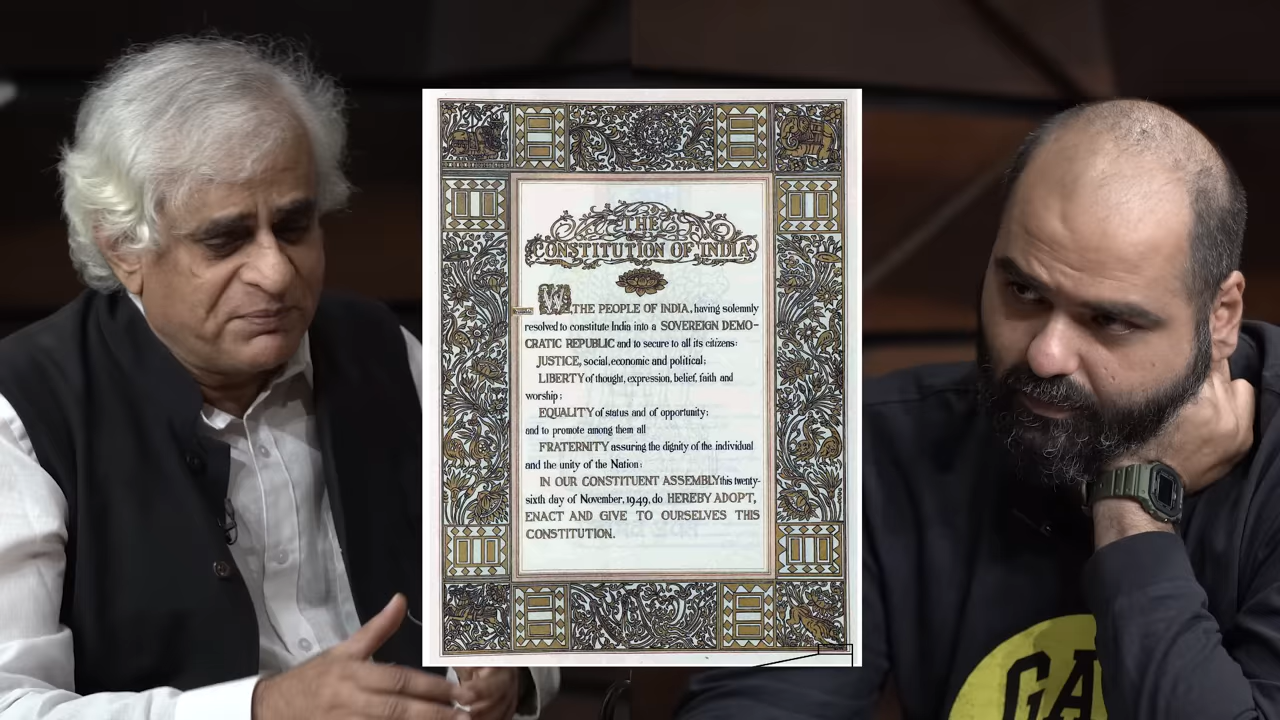 THE
CONSTITUTION OF INDIA
WE, THE PEOPLE OF INDIA, having solemnly
resolved to constitute India into a SOVEREIGN DEMO-
CRATIC REPUBLIC and to secure to all its citizens:
JUSTICE, social, economic and political;
LIBERTY of thought, expression, belief, faith and
worship;
EQUALITY of status and of opportunity;
and to promote among them all
FRATERNITY assuring the dignity of the individual
and the unity of the Nation;
IN OUR CONSTITUENT ASSEMBLY this twenty-
sixth day of November, 1949, do HEREBY ADOPT,
ENACT AND GIVE TO OURSELVES THIS
CONSTITUTION.
GA